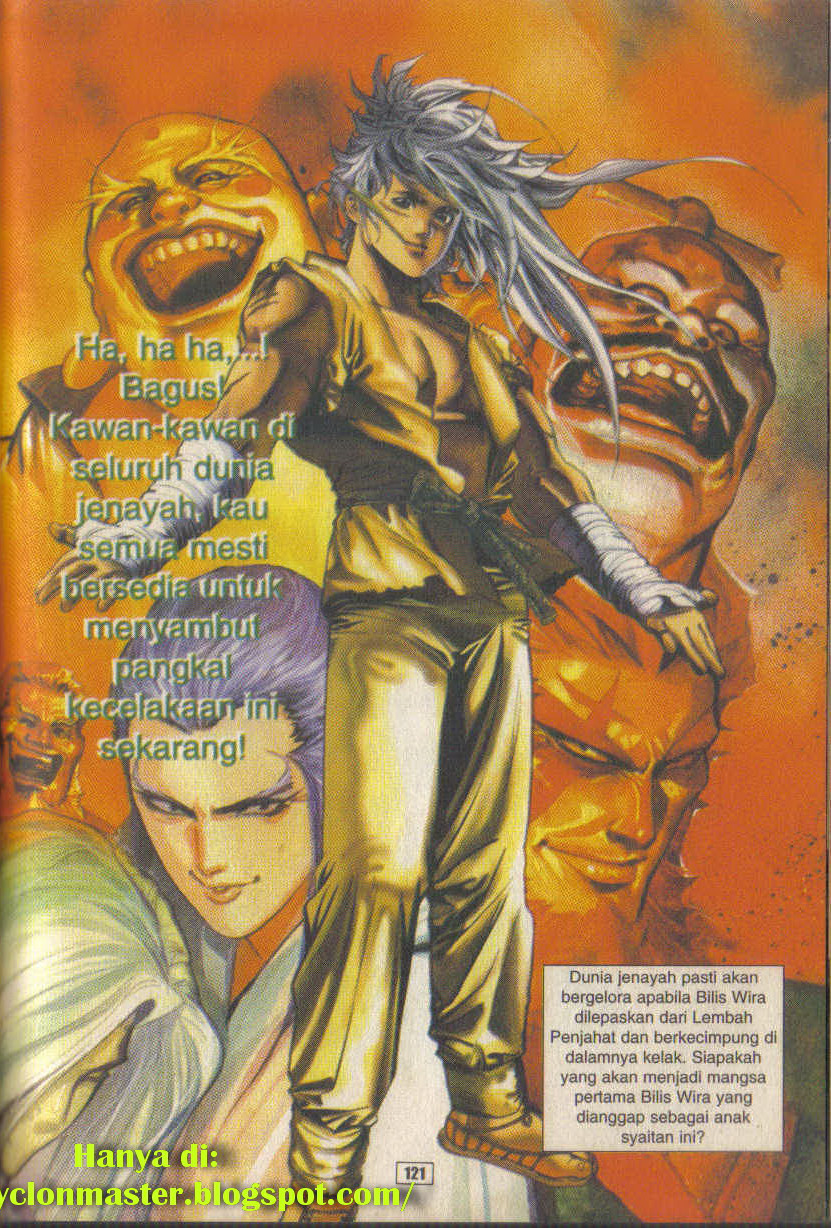 Ha, ha ha,...!
Bagus!
Kawan-kawan di
seluruh dunia
jenayah, kau
semua mesti
bersedia untuk
menyambut
pangkal
kecelakaan ini
sekarang!
Dunia jenayah pasti akan
bergelora apabila Bilis Wira
dilepaskan dari Lembah
Penjahat dan berkecimpung di
dalamnya kelak. Siapakah
yang akan menjadi mangsa
pertama Bilis Wira yang
dianggap sebagai anak
syaitan ini?
Hanya di:
yclonmaster.blogspot.com/
121